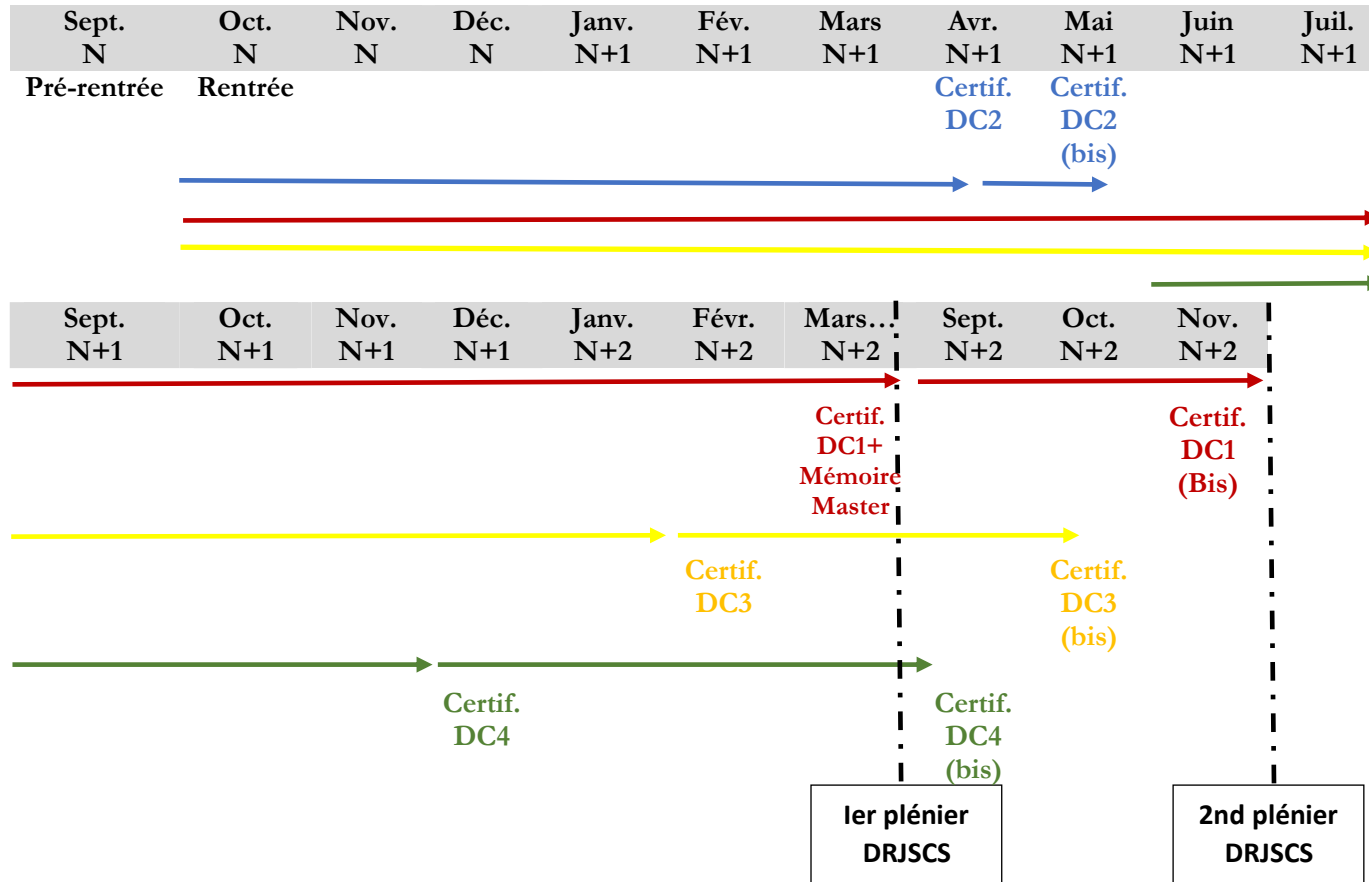 Sept. Oct. Nov. Déc. Janv. Fév. Mars Avr. Mai Juin Juil.
N N N N N+1 N+1 N+1 N+1 N+1 N+1 N+1
Pré-rentrée Rentrée Certif. Certif.
DC2 DC2
(bis)
Sept. Oct. Nov. Déc. Janv. Févr. Mars… Sept. Oct. Nov.
N+1 N+1 N+1 N+1 N+2 N+2 N+2 N+2 N+2 N+2
Certif. Certif.
DC1+ DC1
Mémoire (Bis)
Master
Certif. Certif.
DC3 DC3
(bis)
Certif. Certif.
DC4 DC4
(bis)
Ier plénier 2nd plénier
DRJSCS DRJSCS